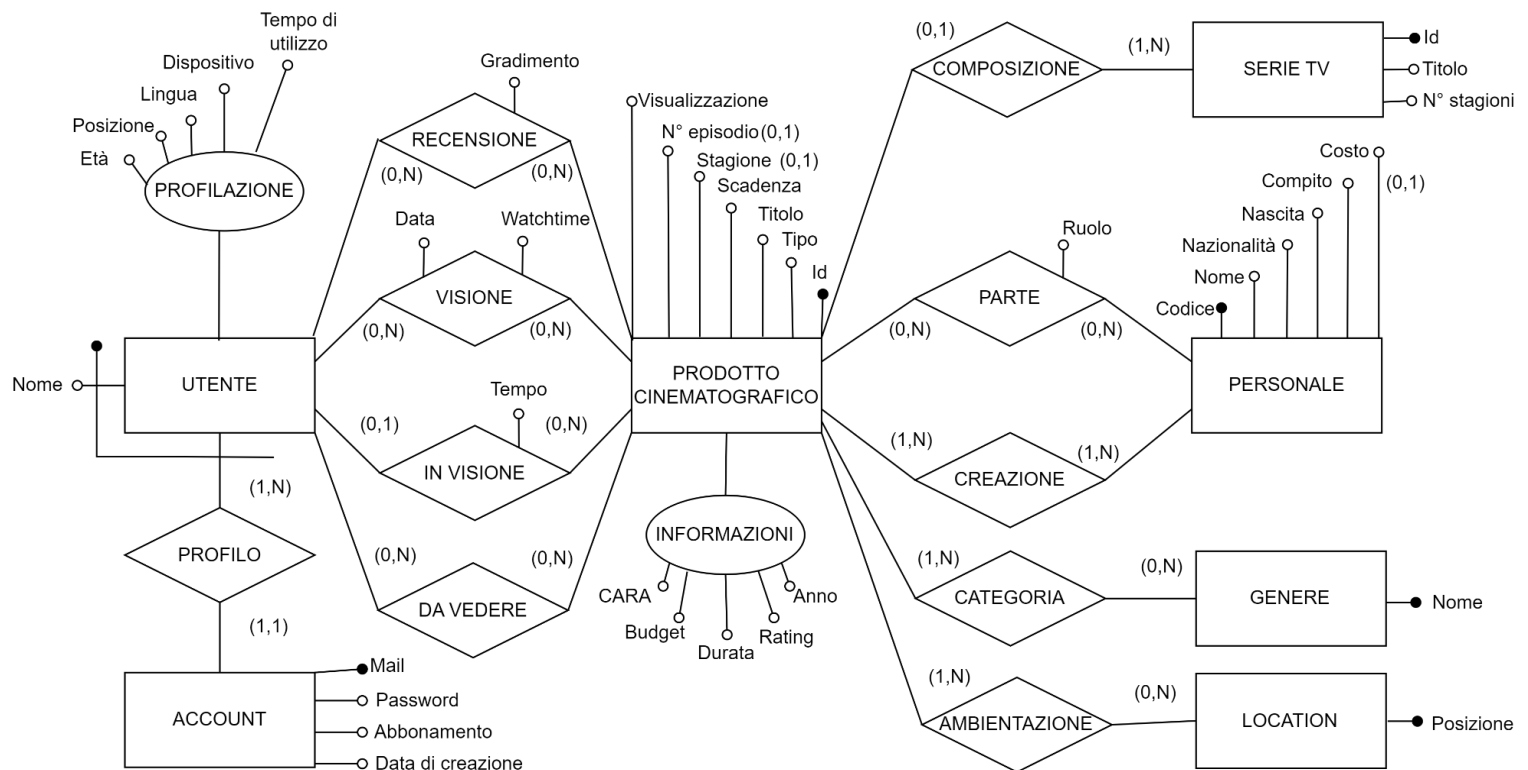 Tempo di
utilizzo
Dispositivo
Lingua
Posizione
Età
PROFILAZIONE
Gradimento
RECENSIONE
(0,N)
(0,N)
Data
Watchtime
VISIONE
(0,N)
(0,N)
Nome
UTENTE
Tempo
(0,1)
(0,N)
IN VISIONE
(1,N)
PROFILO
(1,1)
(0,N)
(0,N)
DA VEDERE
Mail
Password
Abbonamento
Data di creazione
ACCOUNT
Visualizzazione
N° episodio (0,1)
Stagione (0,1)
Scadenza
Titolo
Tipo
Id
PRODOTTO
CINEMATOGRAFICO
INFORMAZIONI
CARA
Budget
Durata
Rating
Anno
(0,1)
COMPOSIZIONE
(1,N)
SERIE TV
Id
Titolo
N° stagioni
Costo
(0,1)
Compito
Nascita
Nazionalità
Nome
Codice
Ruolo
PARTE
(0,N)
(0,N)
PERSONALE
(1,N)
(1,N)
CREAZIONE
(1,N)
CATEGORIA
(0,N)
GENERE
Nome
(1,N)
AMBIENTAZIONE
(0,N)
LOCATION
Posizione